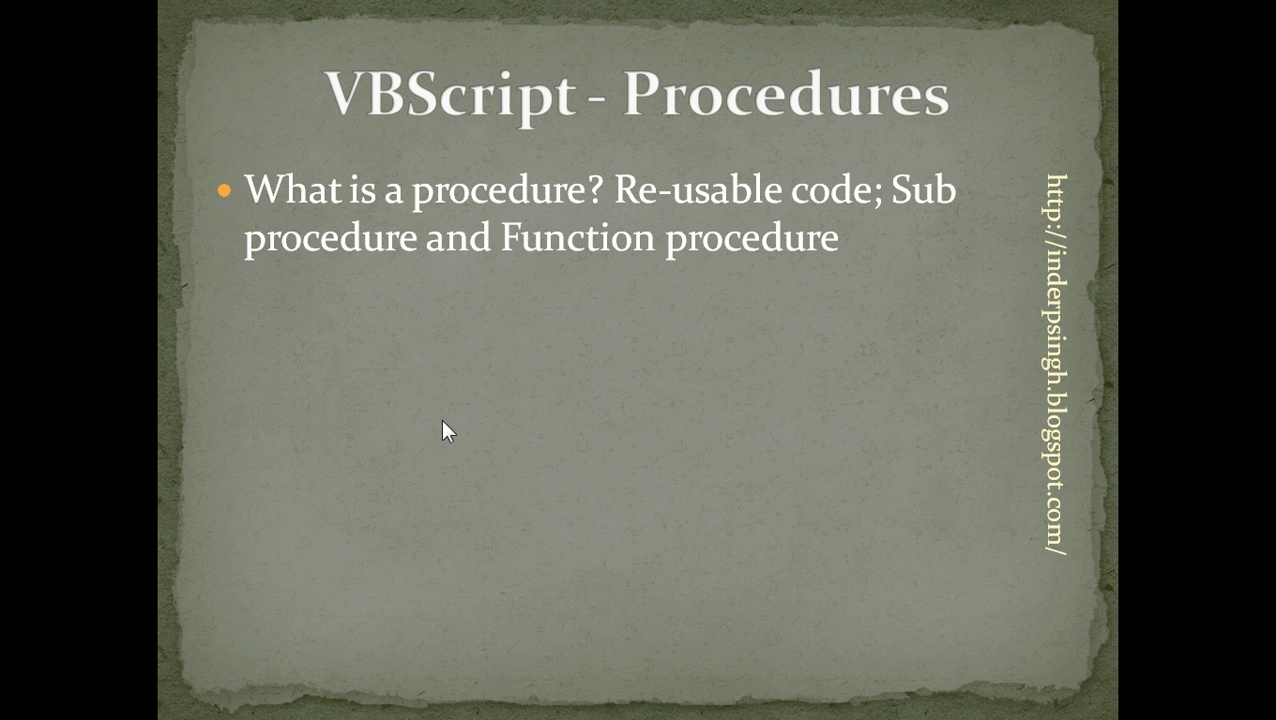 VBScript - Procedures
What is a procedure? Re-usable code; Sub
procedure and Function procedure
http://inderpsingh.blogspot.com/